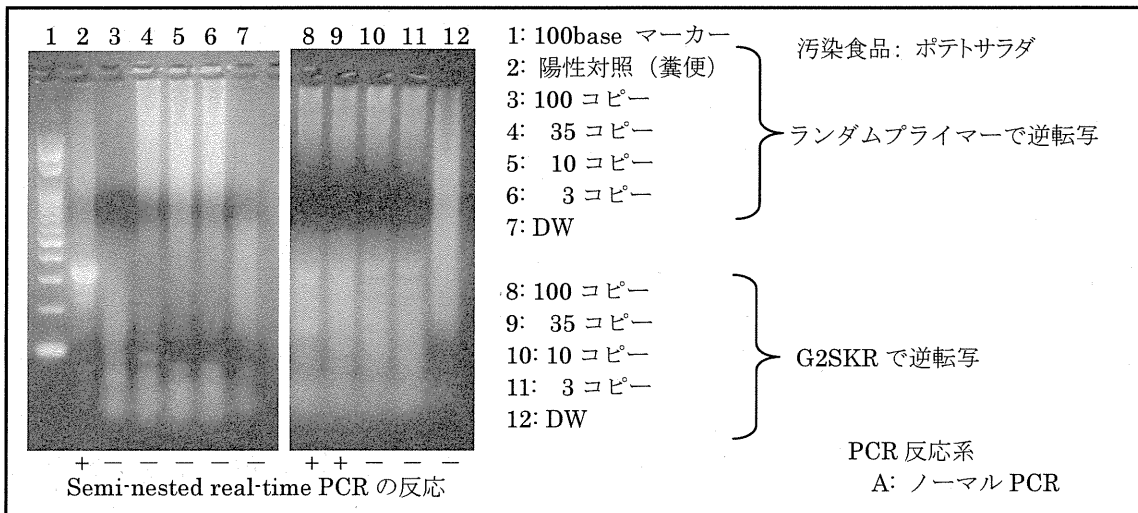 1 2 3 4 5 6 7
8 9 10 11 12
1: 100base マーカー
2: 陽性対照（糞便）
3: 100 コピー
4: 35 コピー
5: 10 コピー
6: 3 コピー
7: DW
汚染食品: ポテトサラダ
ランダムプライマーで逆転写
8: 100 コピー
9: 35 コピー
10: 10 コピー
11: 3 コピー
12: DW
G2SKR で逆転写
+ − − − − −
+ + − − −
Semi-nested real-time PCR の反応
PCR 反応系
A: ノーマル PCR